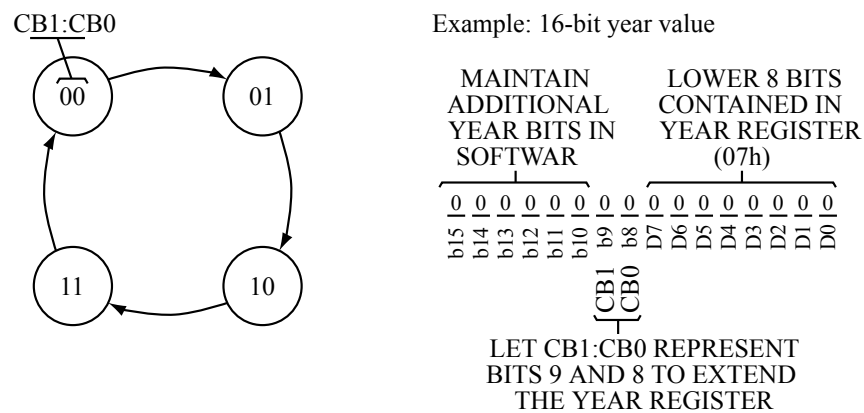 CB1:CB0
00
01
11
10
Example: 16-bit year value
MAINTAIN
ADDITIONAL
YEAR BITS IN
SOFTWAR
LOWER 8 BITS
CONTAINED IN
YEAR REGISTER
(07h)
0 0 0 0 0 0 0 0 0 0 0 0 0 0 0 0
b15 b14 b13 b12 b11 b10 b9 b8 D7 D6 D5 D4 D3 D2 D1 D0
CB1 CB0
LET CB1:CB0 REPRESENT
BITS 9 AND 8 TO EXTEND
THE YEAR REGISTER